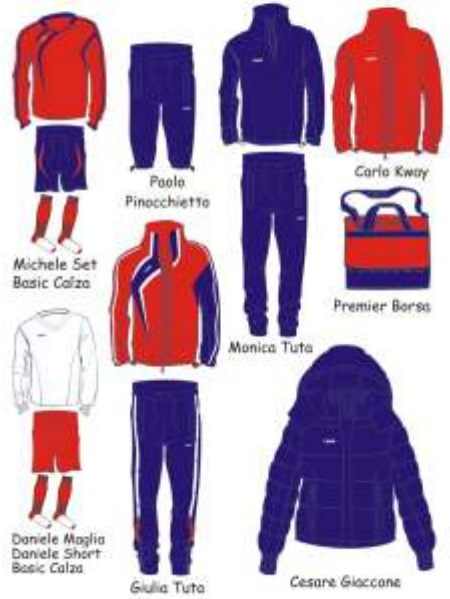 Paolo
Pinocchietto
Carlo Kway
Michele Set
Basic Calza
Premier Borsa
Monica Tuta
Daniele Maglia
Daniele Short
Basic Calza
Giulia Tuta
Cesare Giaccone